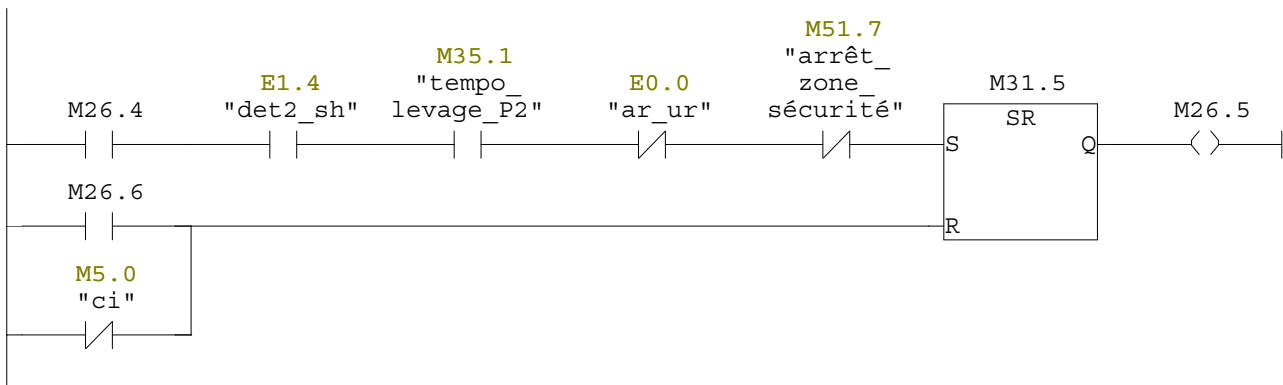 M51.7
M35.1
"arrêt_
E1.4
"tempo_
E0.0
zone_
M31.5
M26.4
"det2_sh"
levage_P2"
"ar_ur"
sécurité"
SR
M26.5
S
Q
M26.6
R
M5.0
"ci"